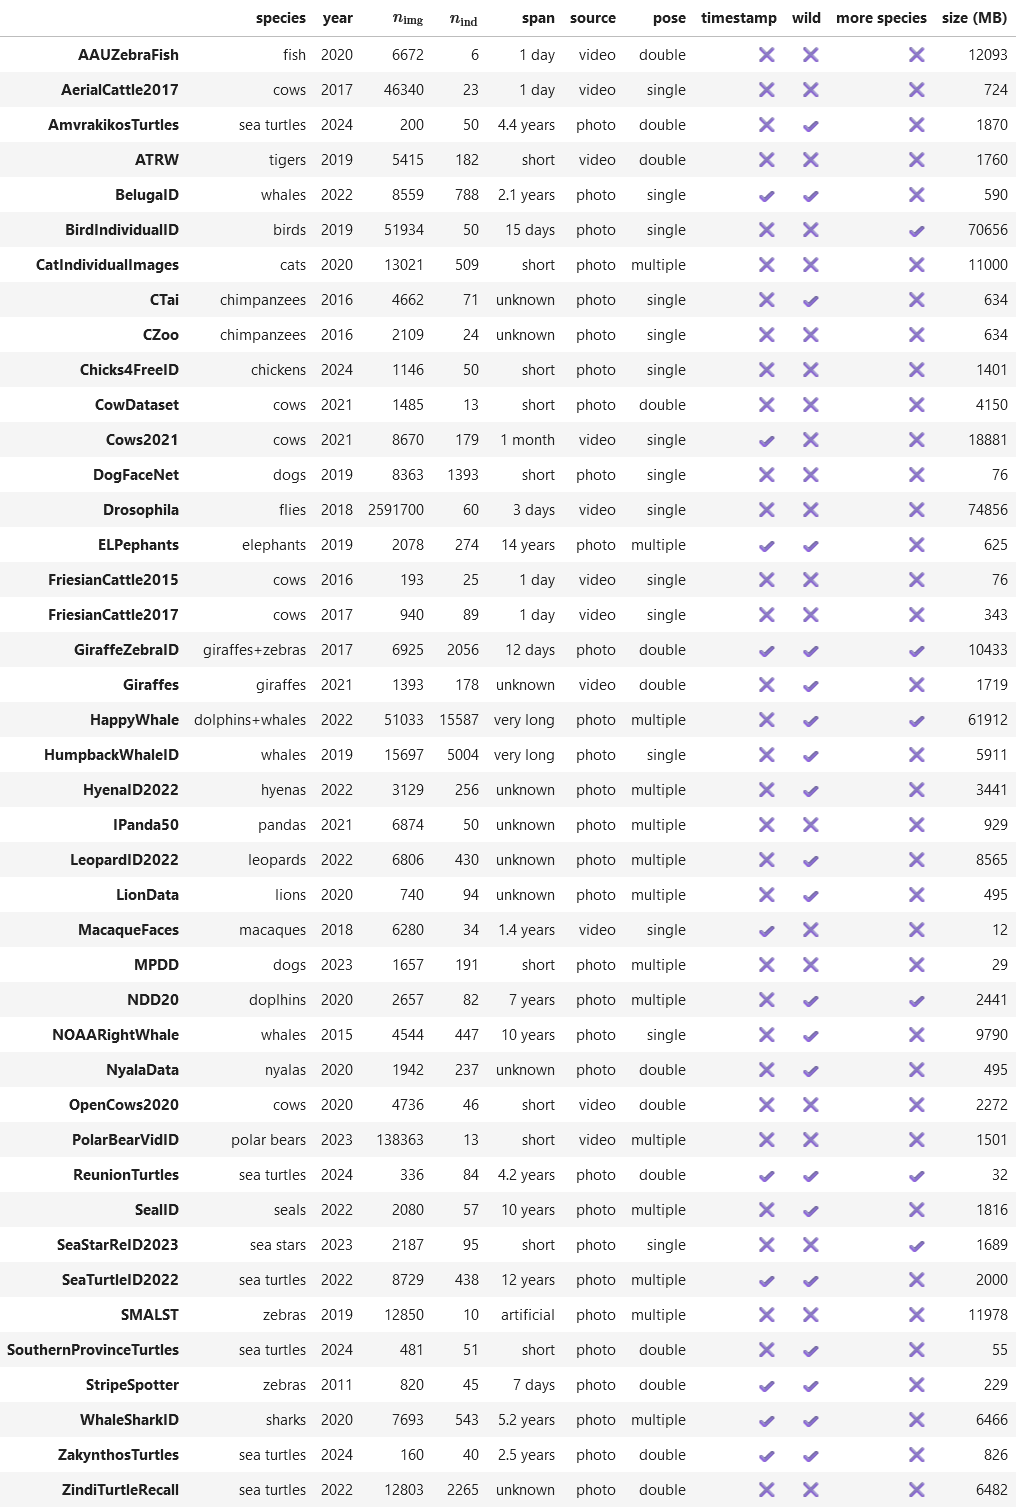 species year n_img n_ind span source pose timestamp wild more species size (MB)
AAUZebraFish fish 2020 6672 6 1 day video double ✗ ✗ ✗ 12093
AerialCattle2017 cows 2017 46340 23 1 day video single ✗ ✗ ✗ 724
AmvrakikosTurtles sea turtles 2024 200 50 4.4 years photo double ✗ ✓ ✗ 1870
ATRW tigers 2019 5415 182 short video double ✗ ✗ ✗ 1760
BelugaID whales 2022 8559 788 2.1 years photo single ✓ ✓ ✗ 590
BirdIndividualID birds 2019 51934 50 15 days photo single ✗ ✗ ✓ 70656
CatIndividualImages cats 2020 13021 509 short photo multiple ✗ ✗ ✗ 11000
CTai chimpanzees 2016 4662 71 unknown photo single ✗ ✓ ✗ 634
CZoo chimpanzees 2016 2109 24 unknown photo single ✗ ✗ ✗ 634
Chicks4FreeID chickens 2024 1146 50 short photo single ✗ ✗ ✗ 1401
CowDataset cows 2021 1485 13 short photo double ✗ ✗ ✗ 4150
Cows2021 cows 2021 8670 179 1 month video single ✓ ✗ ✗ 18881
DogFaceNet dogs 2019 8363 1393 short photo single ✗ ✗ ✗ 76
Drosophila flies 2018 2591700 60 3 days video single ✗ ✗ ✗ 74856
ELPephants elephants 2019 2078 274 14 years photo multiple ✓ ✓ ✗ 625
FriesianCattle2015 cows 2016 193 25 1 day video single ✗ ✗ ✗ 76
FriesianCattle2017 cows 2017 940 89 1 day video single ✗ ✗ ✗ 343
GiraffeZebraID giraffes+zebras 2017 6925 2056 12 days photo double ✓ ✓ ✓ 10433
Giraffes giraffes 2021 1393 178 unknown video double ✗ ✓ ✗ 1719
HappyWhale dolphins+whales 2022 51033 15587 very long photo multiple ✗ ✓ ✓ 61912
HumpbackWhaleID whales 2019 15697 5004 very long photo single ✗ ✓ ✗ 5911
HyenaID2022 hyenas 2022 3129 256 unknown photo multiple ✗ ✓ ✗ 3441
IPanda50 pandas 2021 6874 50 unknown photo multiple ✗ ✗ ✗ 929
LeopardID2022 leopards 2022 6806 430 unknown photo multiple ✗ ✓ ✗ 8565
LionData lions 2020 740 94 unknown photo multiple ✗ ✓ ✗ 495
MacaqueFaces macaques 2018 6280 34 1.4 years video single ✓ ✗ ✗ 12
MPDD dogs 2023 1657 191 short photo multiple ✗ ✗ ✗ 29
NDD20 doplhins 2020 2657 82 7 years photo multiple ✗ ✓ ✓ 2441
NOAARightWhale whales 2015 4544 447 10 years photo single ✗ ✓ ✗ 9790
NyalaData nyalas 2020 1942 237 unknown photo double ✗ ✓ ✗ 495
OpenCows2020 cows 2020 4736 46 short video double ✗ ✗ ✗ 2272
PolarBearVidID polar bears 2023 138363 13 short video multiple ✗ ✗ ✗ 1501
ReunionTurtles sea turtles 2024 336 84 4.2 years photo double ✓ ✓ ✓ 32
SealID seals 2022 2080 57 10 years photo multiple ✗ ✓ ✗ 1816
SeaStarReID2023 sea stars 2023 2187 95 short photo single ✗ ✗ ✓ 1689
SeaTurtleID2022 sea turtles 2022 8729 438 12 years photo multiple ✓ ✓ ✗ 2000
SMALST zebras 2019 12850 10 artificial photo multiple ✗ ✗ ✗ 11978
SouthernProvinceTurtles sea turtles 2024 481 51 short photo double ✗ ✓ ✗ 55
StripeSpotter zebras 2011 820 45 7 days photo double ✓ ✓ ✗ 229
WhaleSharkID sharks 2020 7693 543 5.2 years photo multiple ✓ ✓ ✗ 6466
ZakynthosTurtles sea turtles 2024 160 40 2.5 years photo double ✓ ✓ ✗ 826
ZindiTurtleRecall sea turtles 2022 12803 2265 unknown photo double ✗ ✗ ✗ 6482